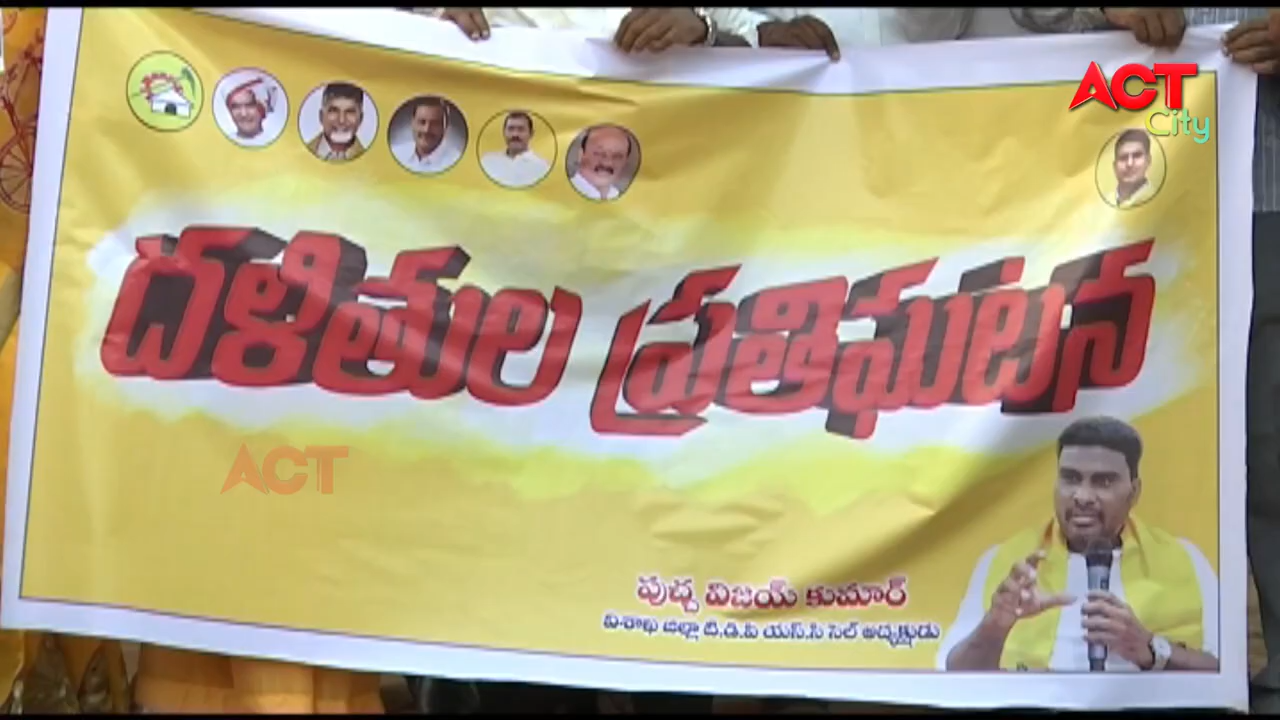 ACT
City
దళితుల ప్రతిఘటన
ACT
పుచ్చ విజయ్ కుమార్
విశాఖ జిల్లా టి.డి.పి యస్.సి సెల్ అధ్యక్షుడు